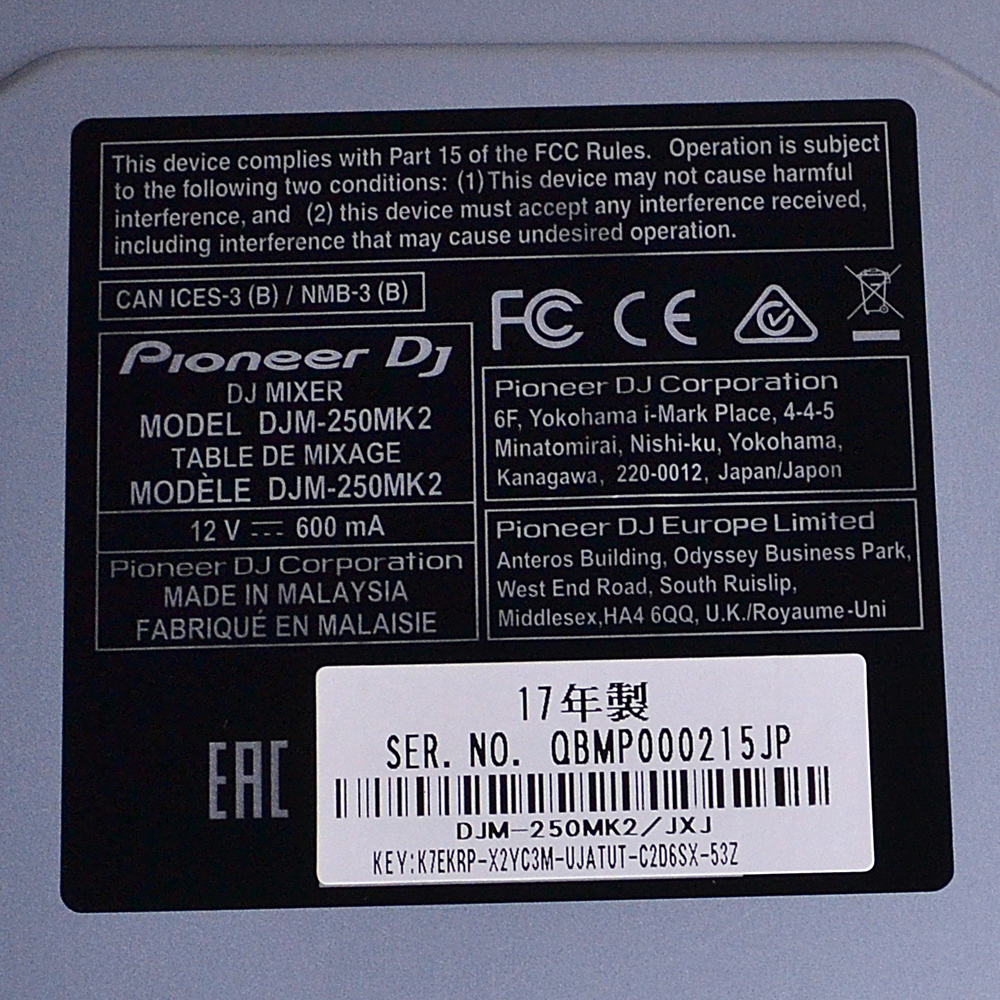 This device complies with Part 15 of the FCC Rules. Operation is subject
to the following two conditions: (1) This device may not cause harmful
interference, and (2) this device must accept any interference received,
including interference that may cause undesired operation.
CAN ICES-3 (B) / NMB-3 (B)
FC CE
Pioneer Dj
DJ MIXER
MODEL DJM-250MK2
TABLE DE MIXAGE
MODÈLE DJM-250MK2
12 V 600 mA
Pioneer DJ Corporation
MADE IN MALAYSIA
FABRIQUÉ EN MALAISIE
Pioneer DJ Corporation
6F, Yokohama i-Mark Place, 4-4-5
Minatomirai, Nishi-ku, Yokohama,
Kanagawa, 220-0012, Japan/Japon
Pioneer DJ Europe Limited
Anteros Building, Odyssey Business Park,
West End Road, South Ruislip,
Middlesex,HA4 6QQ, U.K./Royaume-Uni
EAC
17年製
SER. NO. QBMP000215JP
DJM-250MK2/JXJ
KEY:K7EKRP-X2YC3M-UJATUT-C2D6SX-53Z